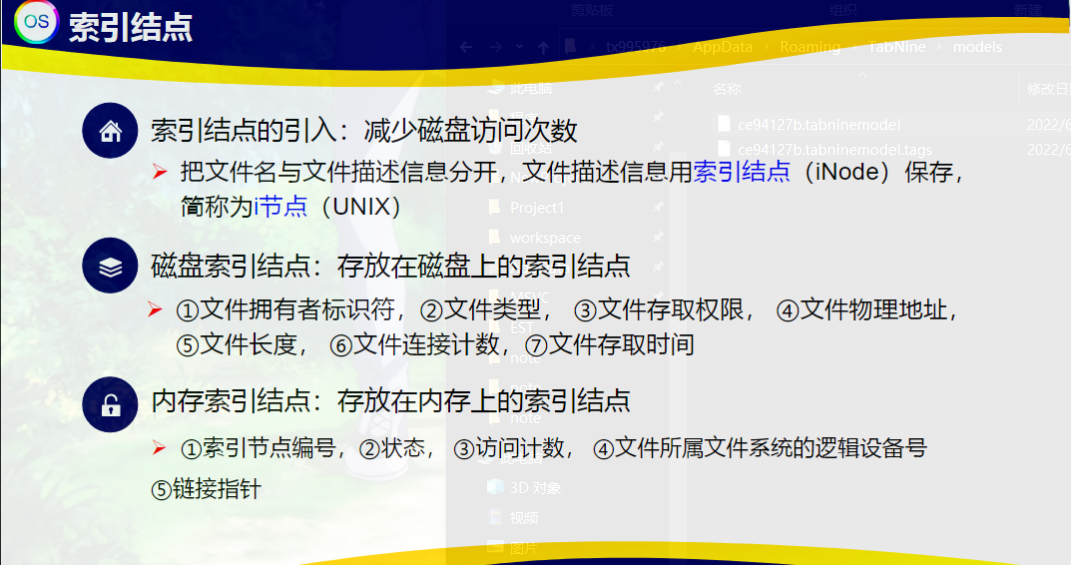 OS 索引结点
剪贴板 组织 新建
tx995976 > AppData > Roaming > TabNine > models
索引结点的引入：减少磁盘访问次数
把文件名与文件描述信息分开，文件描述信息用索引结点（iNode）保存，
简称为i节点（UNIX）
磁盘索引结点：存放在磁盘上的索引结点
①文件拥有者标识符，②文件类型， ③文件存取权限， ④文件物理地址，
⑤文件长度， ⑥文件连接计数，⑦文件存取时间
内存索引结点：存放在内存上的索引结点
①索引节点编号，②状态， ③访问计数， ④文件所属文件系统的逻辑设备号
⑤链接指针
此电脑
回收站
Project1
workspace
EST
note
note
note
此电脑
3D 对象
视频
图片
名称 修改日
ce94127b.tabninemodel 2022/6
ce94127b.tabninemodel.tags 2022/6